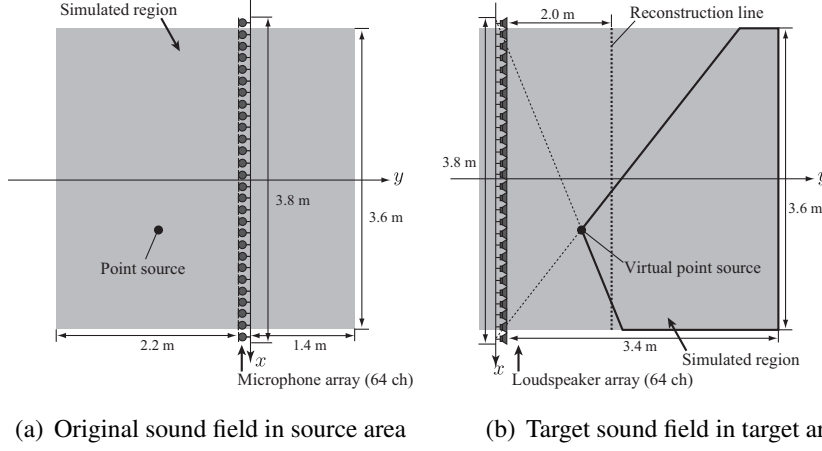 Simulated region
y
3.8 m
3.6 m
Point source
2.2 m
1.4 m
x
Microphone array (64 ch)
(a) Original sound field in source area
2.0 m
Reconstruction line
3.8 m
y
3.6 m
Virtual point source
3.4 m
Simulated region
x
Loudspeaker array (64 ch)
(b) Target sound field in target ar